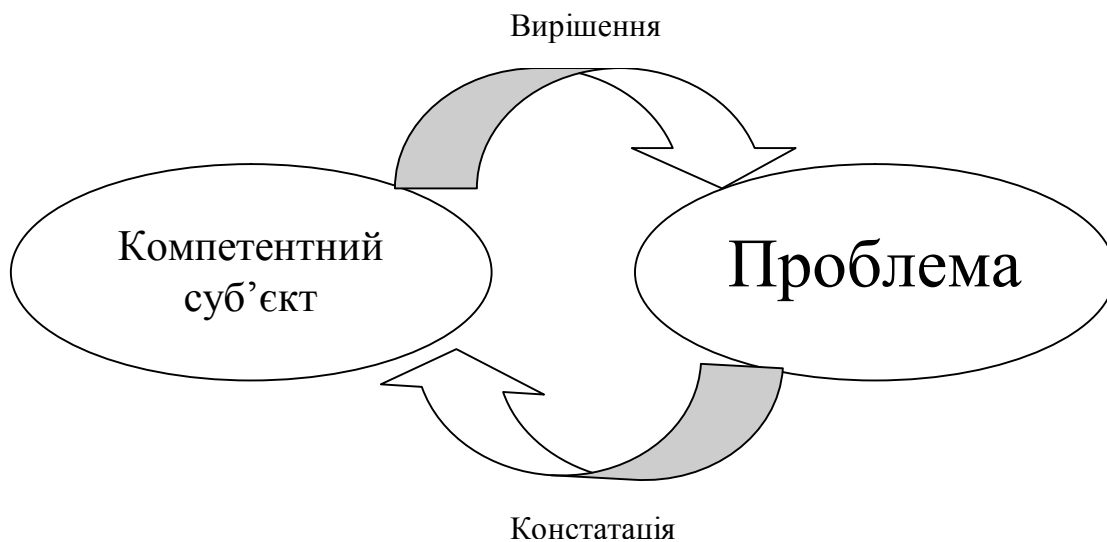 Вирішення
Компетентний
суб’єкт
Проблема
Констатація